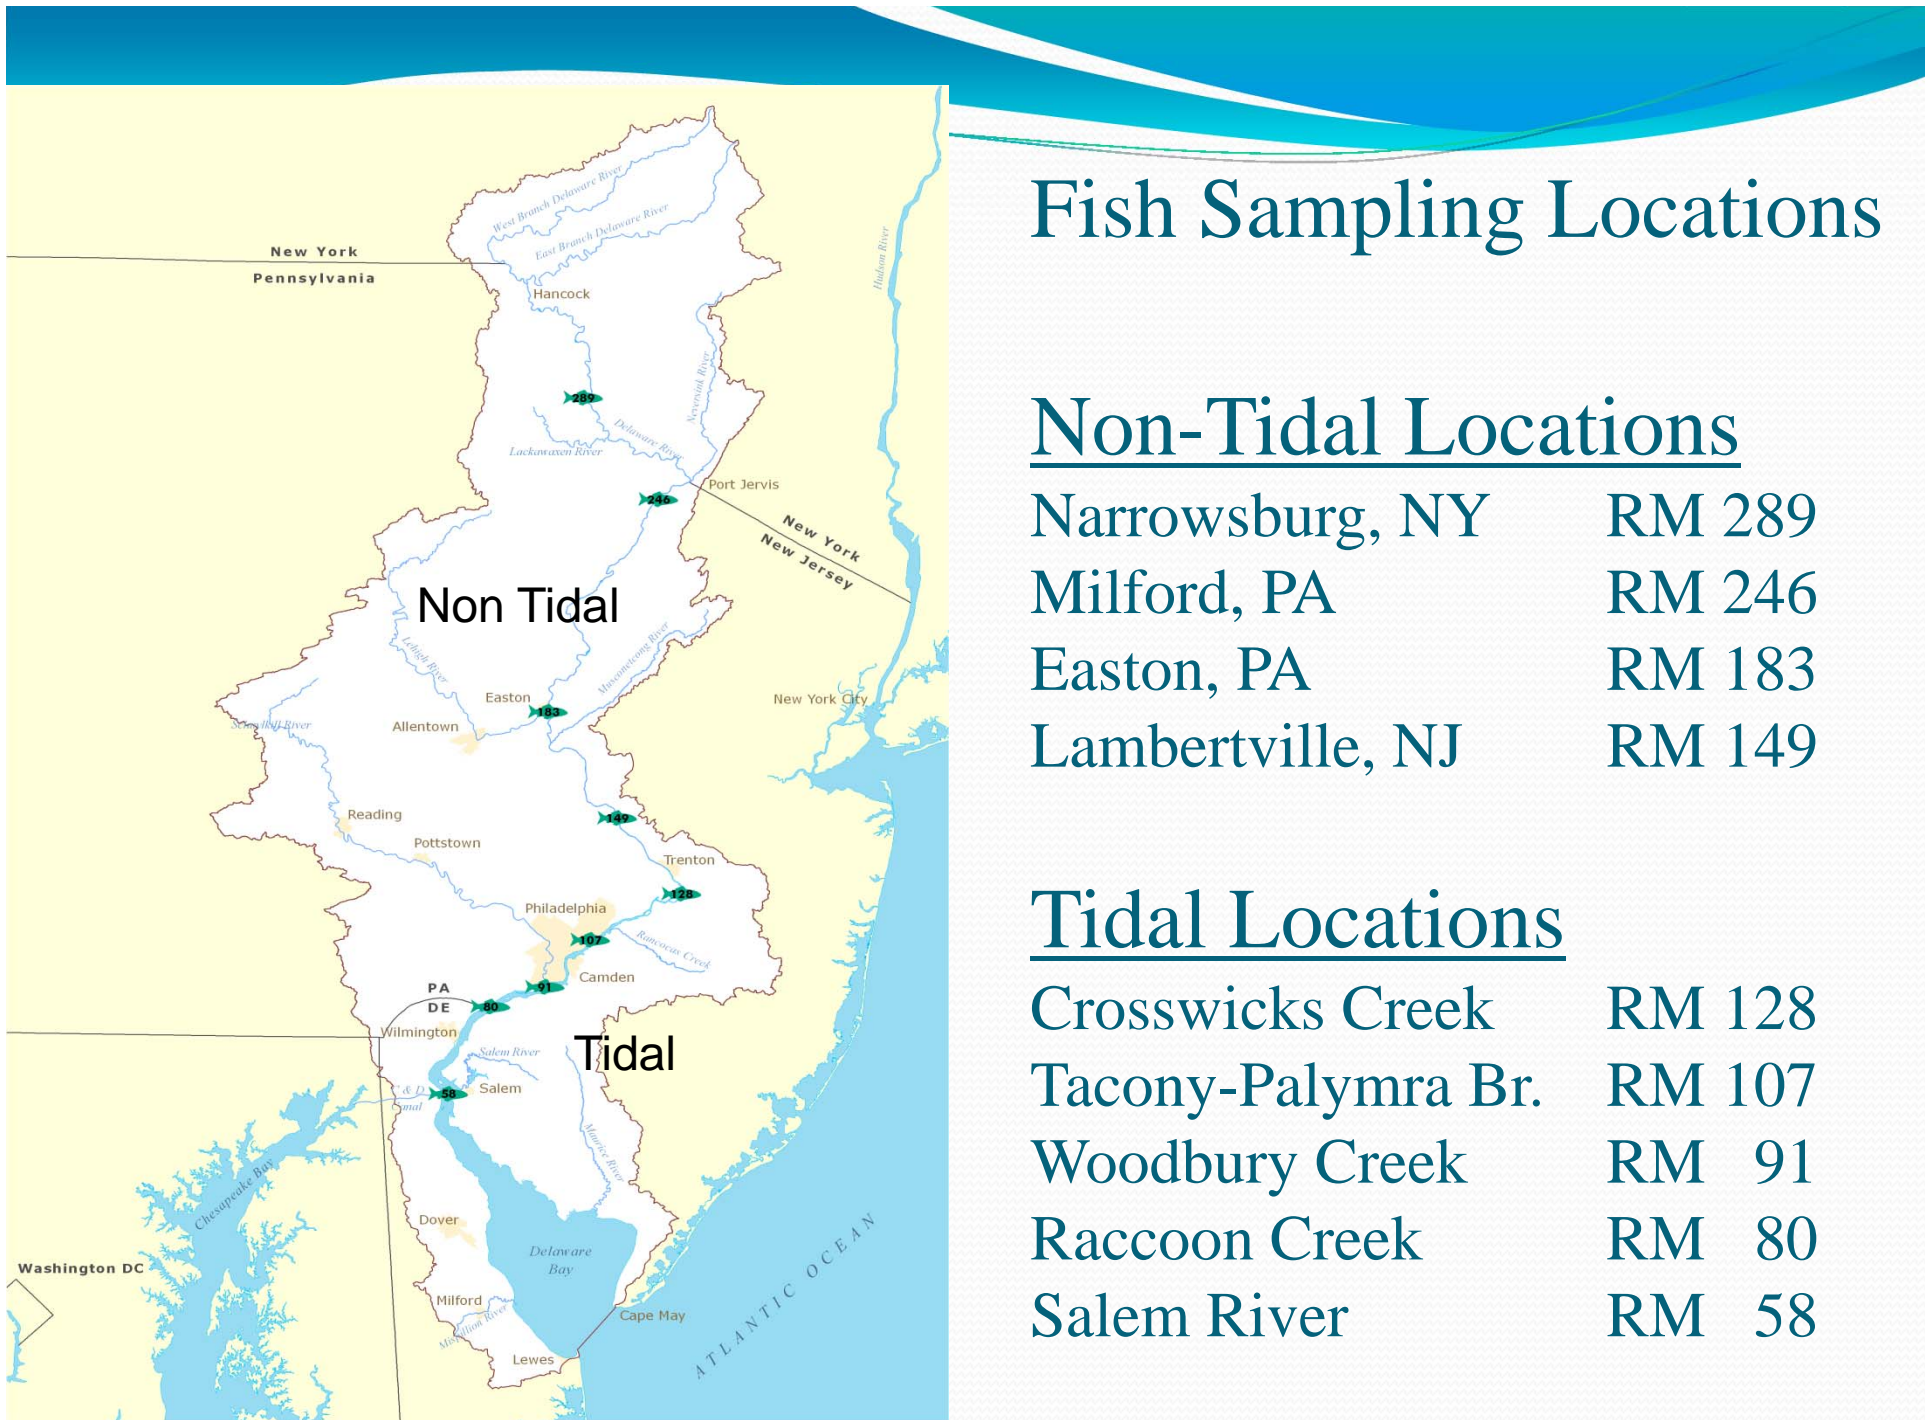 Fish Sampling Locations
Non-Tidal Locations
Narrowsburg, NY RM 289
Milford, PA RM 246
Easton, PA RM 183
Lambertville, NJ RM 149
Tidal Locations
Crosswicks Creek RM 128
Tacony-Palymra Br. RM 107
Woodbury Creek RM 91
Raccoon Creek RM 80
Salem River RM 58
West Branch Delaware River
East Branch Delaware River
New York
Pennsylvania
Hudson River
Hancock
Neversink River
289
Delaware River
Lackawaxen River
Port Jervis
246
New York
New Jersey
Non Tidal
Lehigh River
Musconetcong River
Easton
New York City
183
Schuylkill River
Allentown
Reading
149
Pottstown
Trenton
128
Philadelphia
107
Rancocas Creek
Camden
PA
91
DE
80
Wilmington
Salem River
Tidal
C & D
Canal
58
Salem
Maurice River
Chesapeake Bay
Dover
Delaware
Bay
Washington DC
ATLANTIC OCEAN
Milford
Mispillion River
Cape May
Lewes